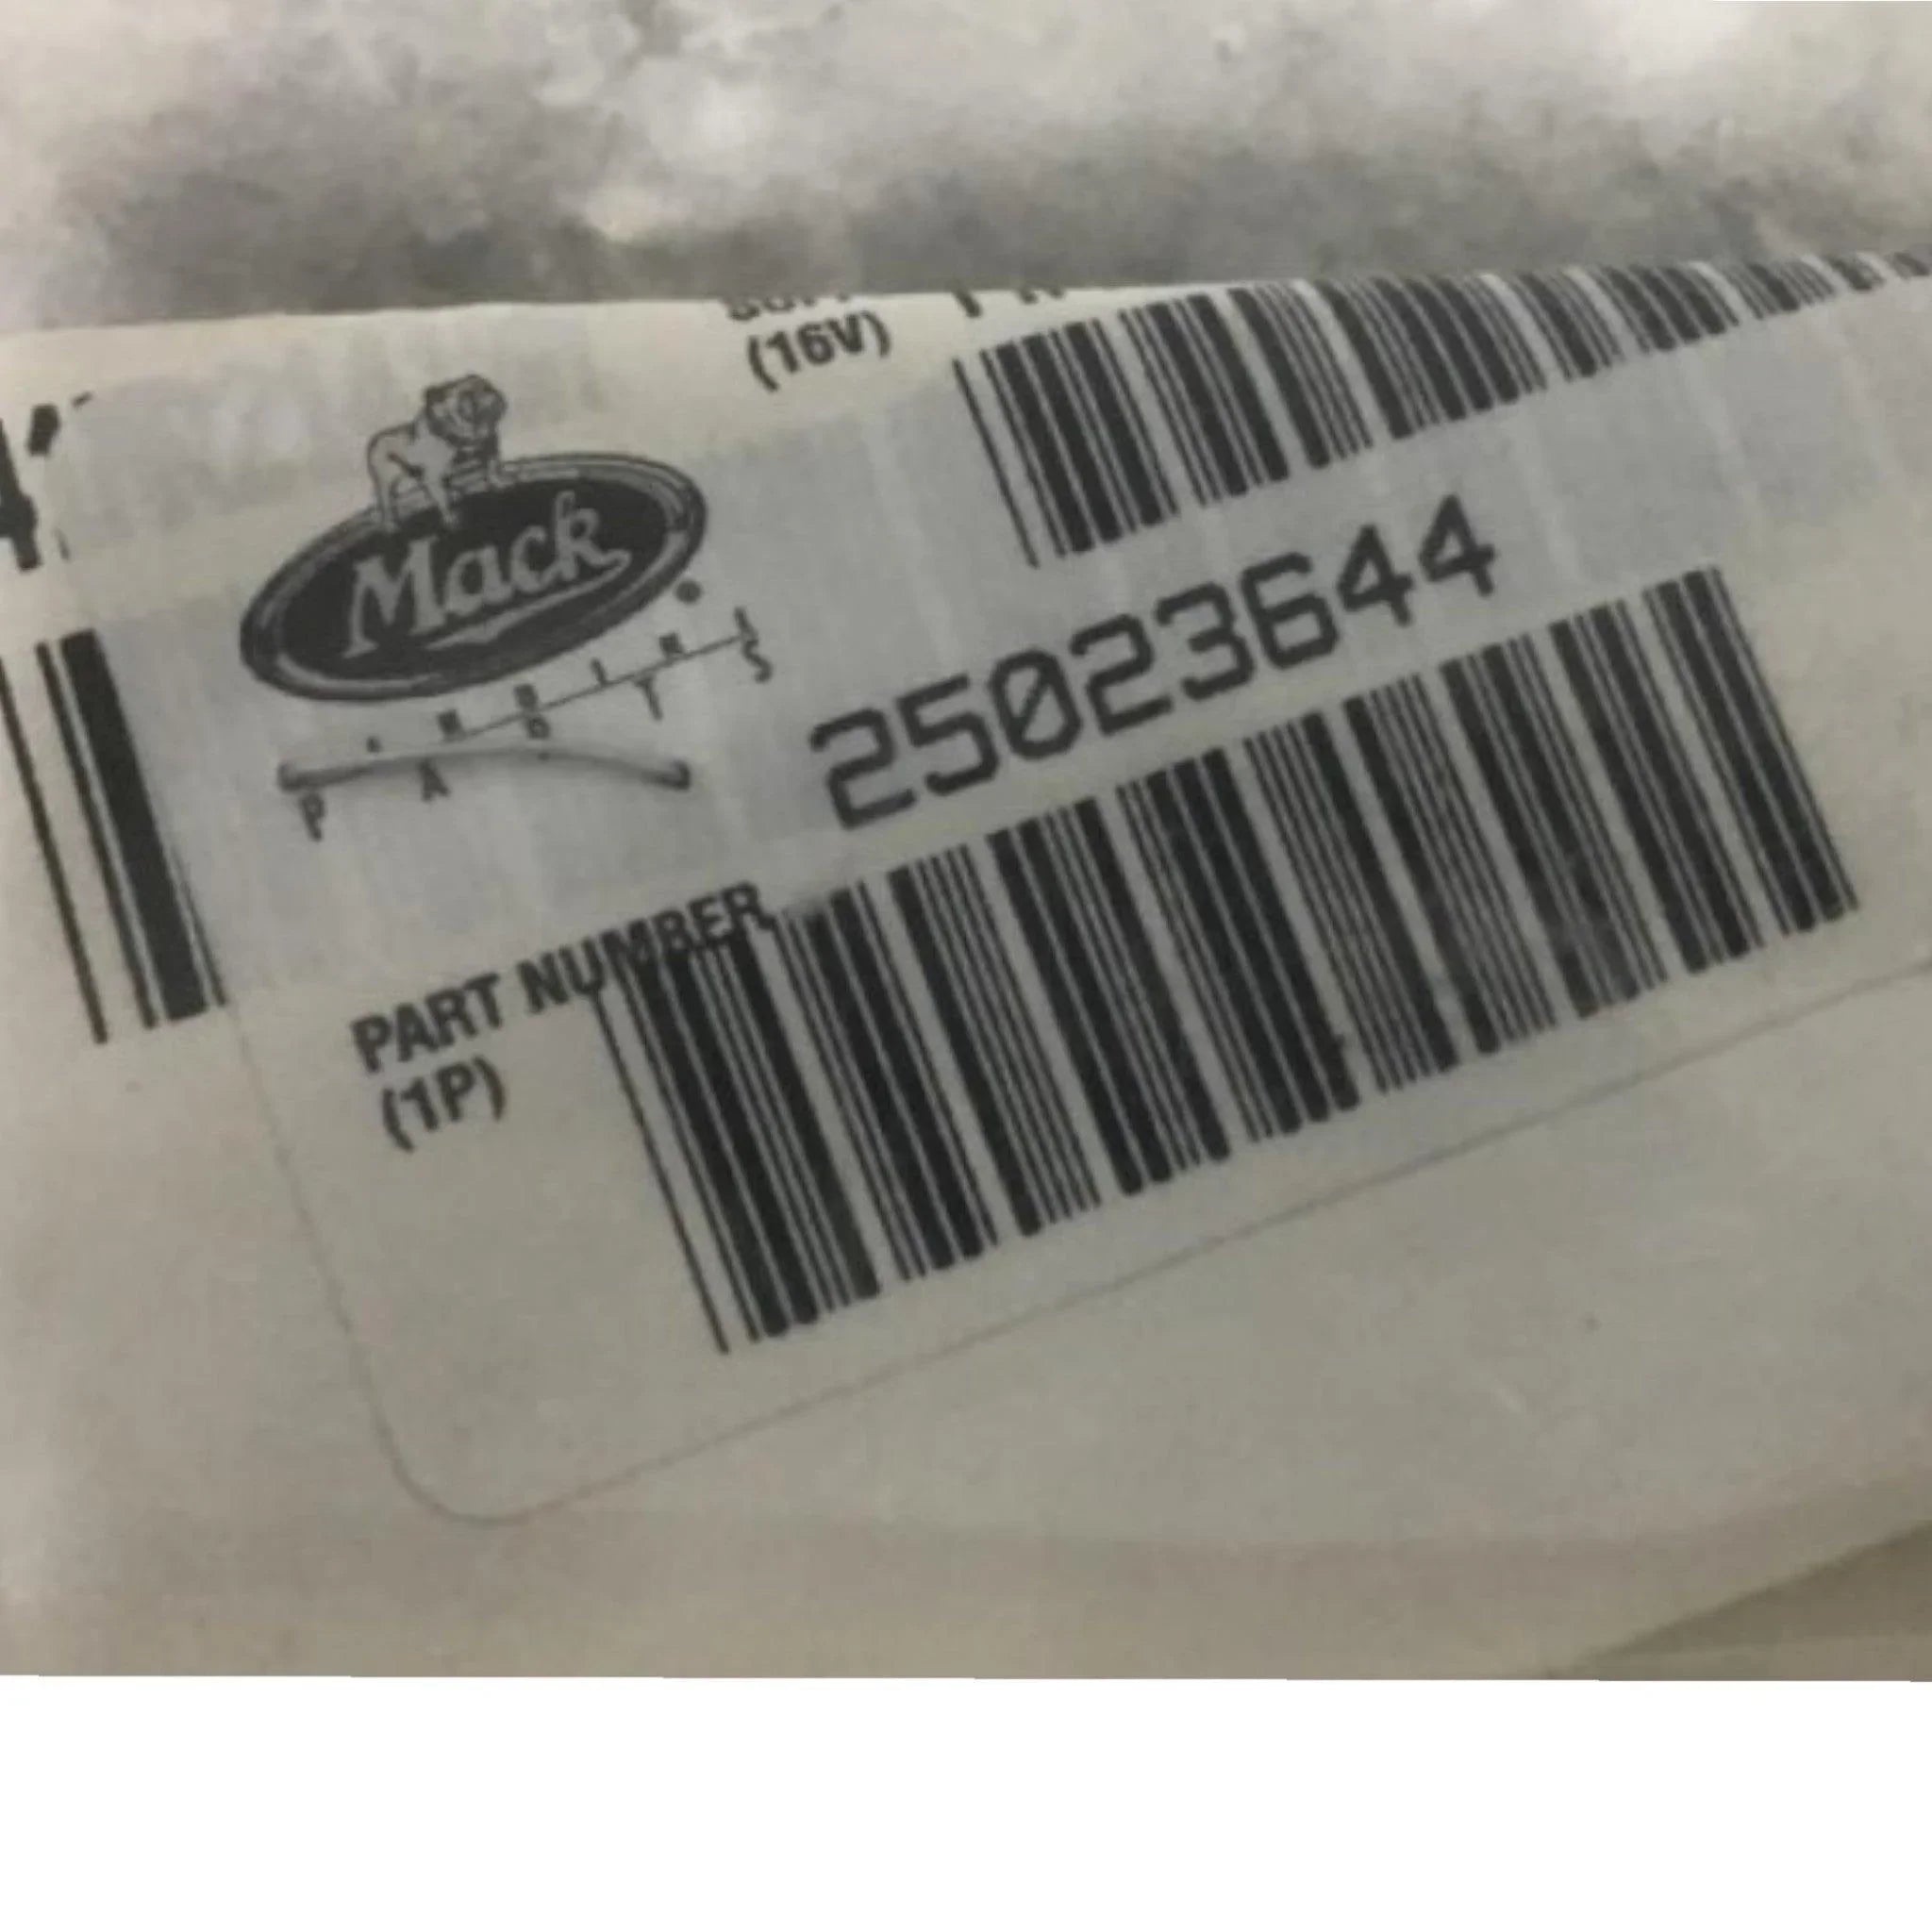 (16V)
Mack
PARTS
25023644
PART NUMBER
(1P)